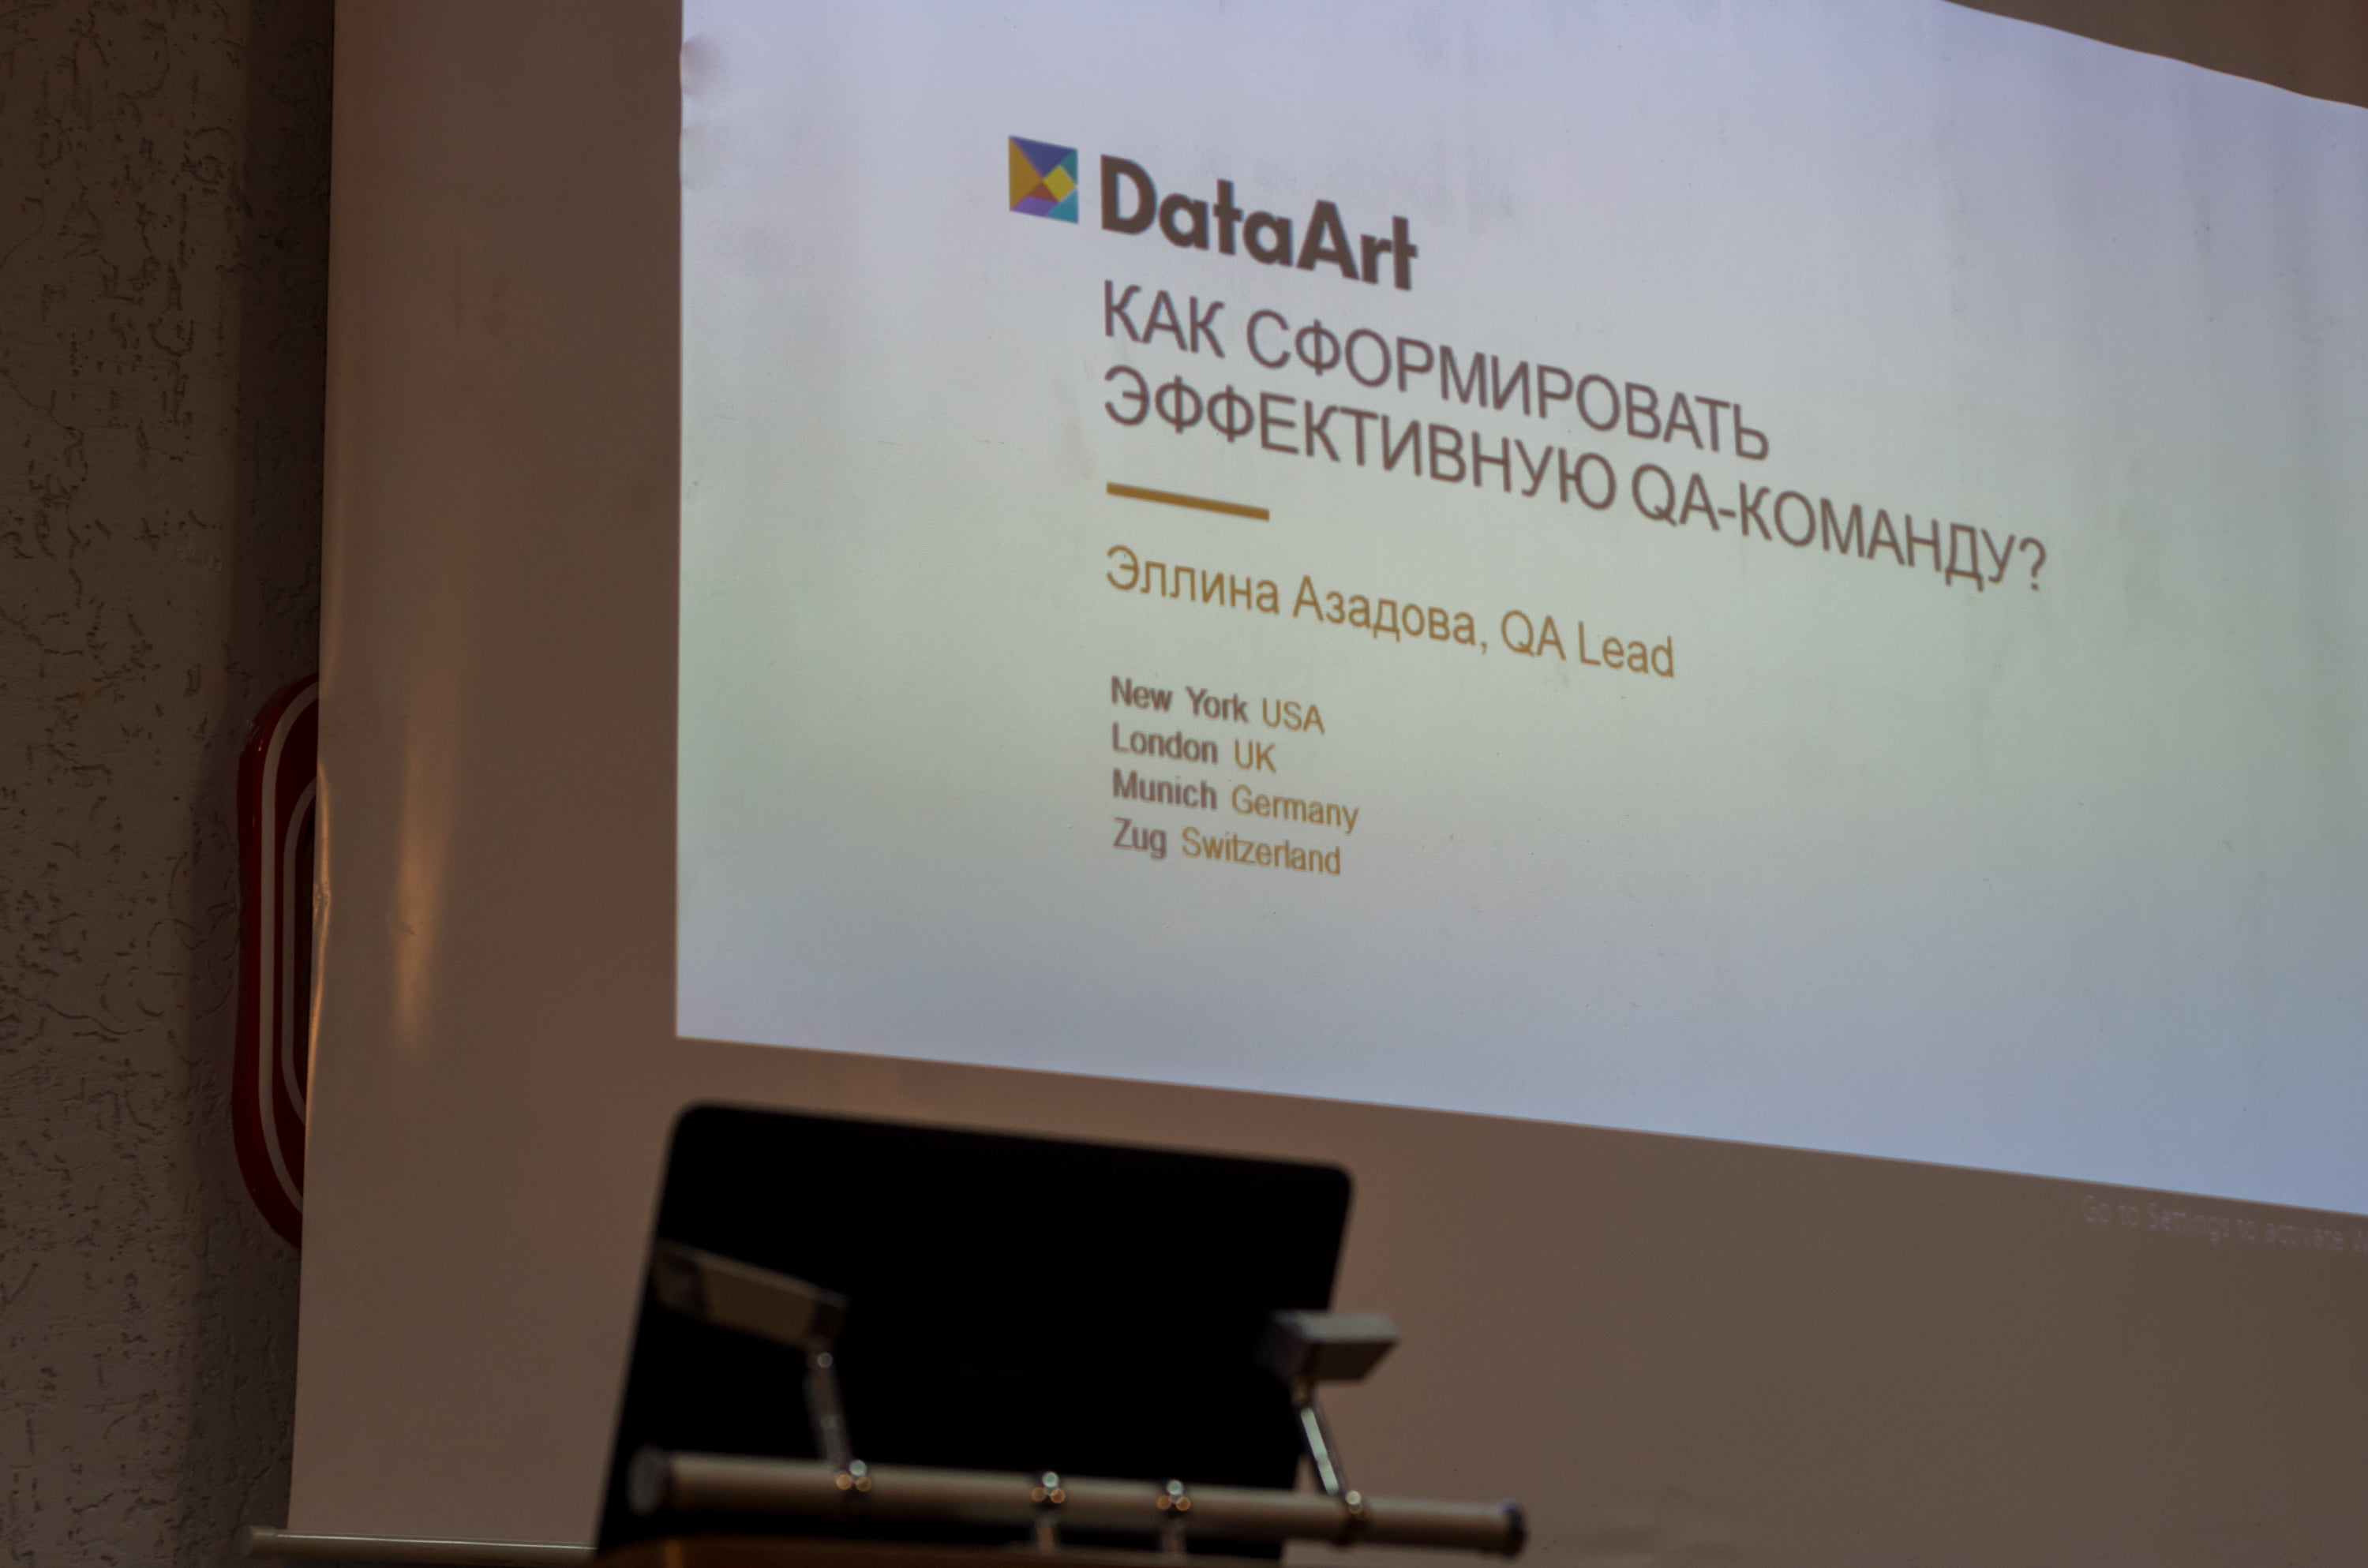 DataArt
КАК СФОРМИРОВАТЬ
ЭФФЕКТИВНУЮ QA-КОМАНДУ?
Эллина Азадова, QA Lead
New York USA
London UK
Munich Germany
Zug Switzerland
Go to Settings to activate